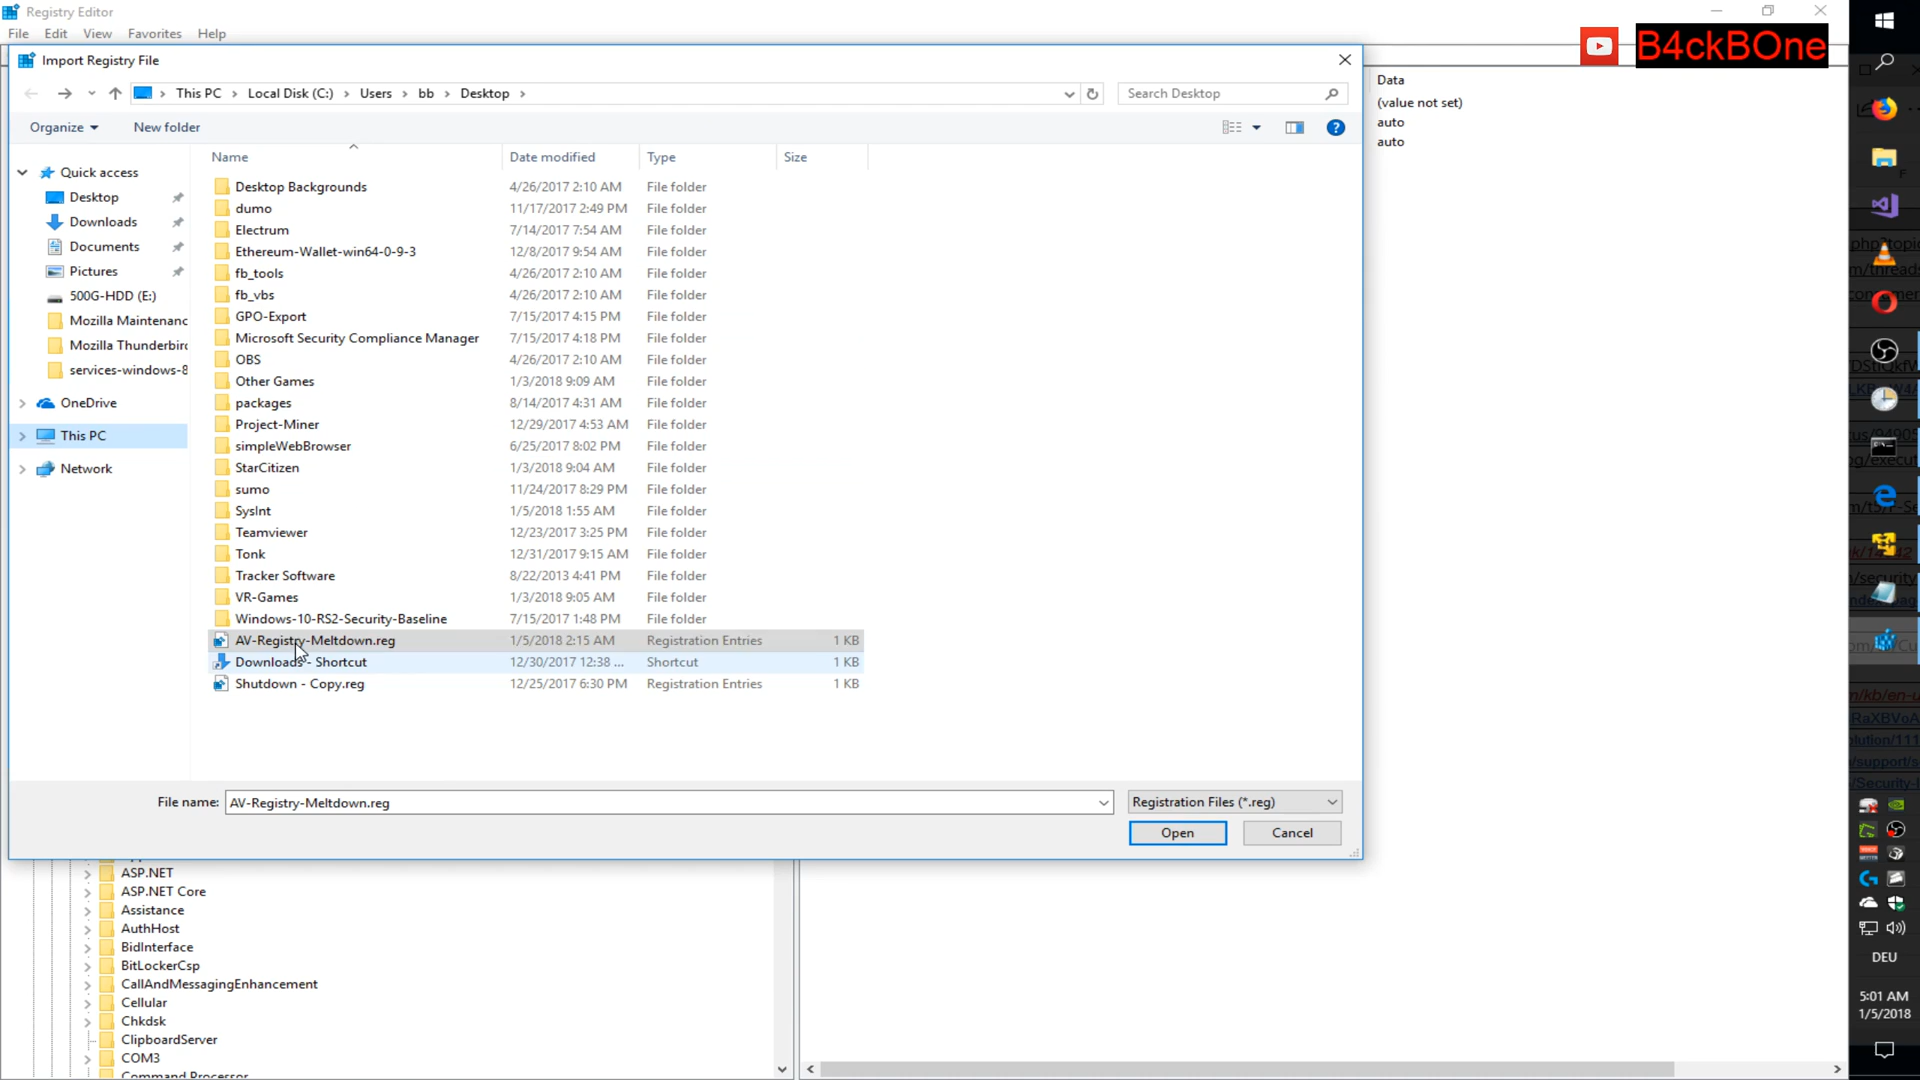 Registry Editor
File Edit View Favorites Help
B4ckBOne
Import Registry File
This PC Local Disk (C:) Users bb Desktop
Search Desktop
Organize New folder
Name Date modified Type Size
Quick access
Desktop
Downloads
Documents
Pictures
500G-HDD (E:)
Mozilla Maintenanc
Mozilla Thunderbird
services-windows-8
OneDrive
This PC
Network
Desktop Backgrounds 4/26/2017 2:10 AM File folder
dumo 11/17/2017 2:49 PM File folder
Electrum 7/14/2017 7:54 AM File folder
Ethereum-Wallet-win64-0-9-3 12/8/2017 9:54 AM File folder
fb_tools 4/26/2017 2:10 AM File folder
fb_vbs 4/26/2017 2:10 AM File folder
GPO-Export 7/15/2017 4:15 PM File folder
Microsoft Security Compliance Manager 7/15/2017 4:18 PM File folder
OBS 4/26/2017 2:10 AM File folder
Other Games 1/3/2018 9:09 AM File folder
packages 8/14/2017 4:31 AM File folder
Project-Miner 12/29/2017 4:53 AM File folder
simpleWebBrowser 6/25/2017 8:02 PM File folder
StarCitizen 1/3/2018 9:04 AM File folder
sumo 11/24/2017 8:29 PM File folder
SysInt 1/5/2018 1:55 AM File folder
Teamviewer 12/23/2017 3:25 PM File folder
Tonk 12/31/2017 9:15 AM File folder
Tracker Software 8/22/2013 4:41 PM File folder
VR-Games 1/3/2018 9:05 AM File folder
Windows-10-RS2-Security-Baseline 7/15/2017 1:48 PM File folder
AV-Registry-Meltdown.reg 1/5/2018 2:15 AM Registration Entries 1 KB
Downloads - Shortcut 12/30/2017 12:38 ... Shortcut 1 KB
Shutdown - Copy.reg 12/25/2017 6:30 PM Registration Entries 1 KB
File name: AV-Registry-Meltdown.reg Registration Files (*.reg)
Open Cancel
Data
(value not set)
auto
auto
ASP.NET
ASP.NET Core
Assistance
AuthHost
BidInterface
BitLockerCsp
CallAndMessagingEnhancement
Cellular
Chkdsk
ClipboardServer
COM3
Command Processor
DEU
5:01 AM
1/5/2018